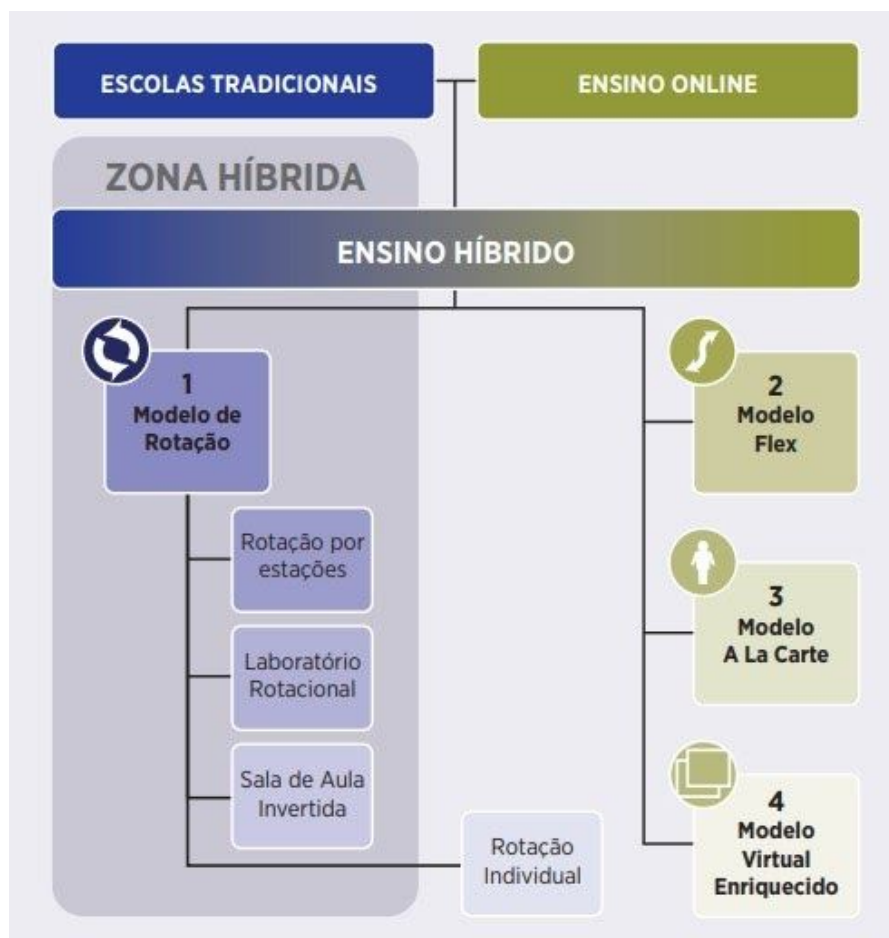 ESCOLAS TRADICIONAIS
ENSINO ONLINE
ZONA HÍBRIDA
ENSINO HÍBRIDO
1
Modelo de
Rotação
Rotação por
estações
Laboratório
Rotacional
Sala de Aula
Invertida
Rotação
Individual
2
Modelo
Flex
3
Modelo
A La Carte
4
Modelo
Virtual
Enriquecido